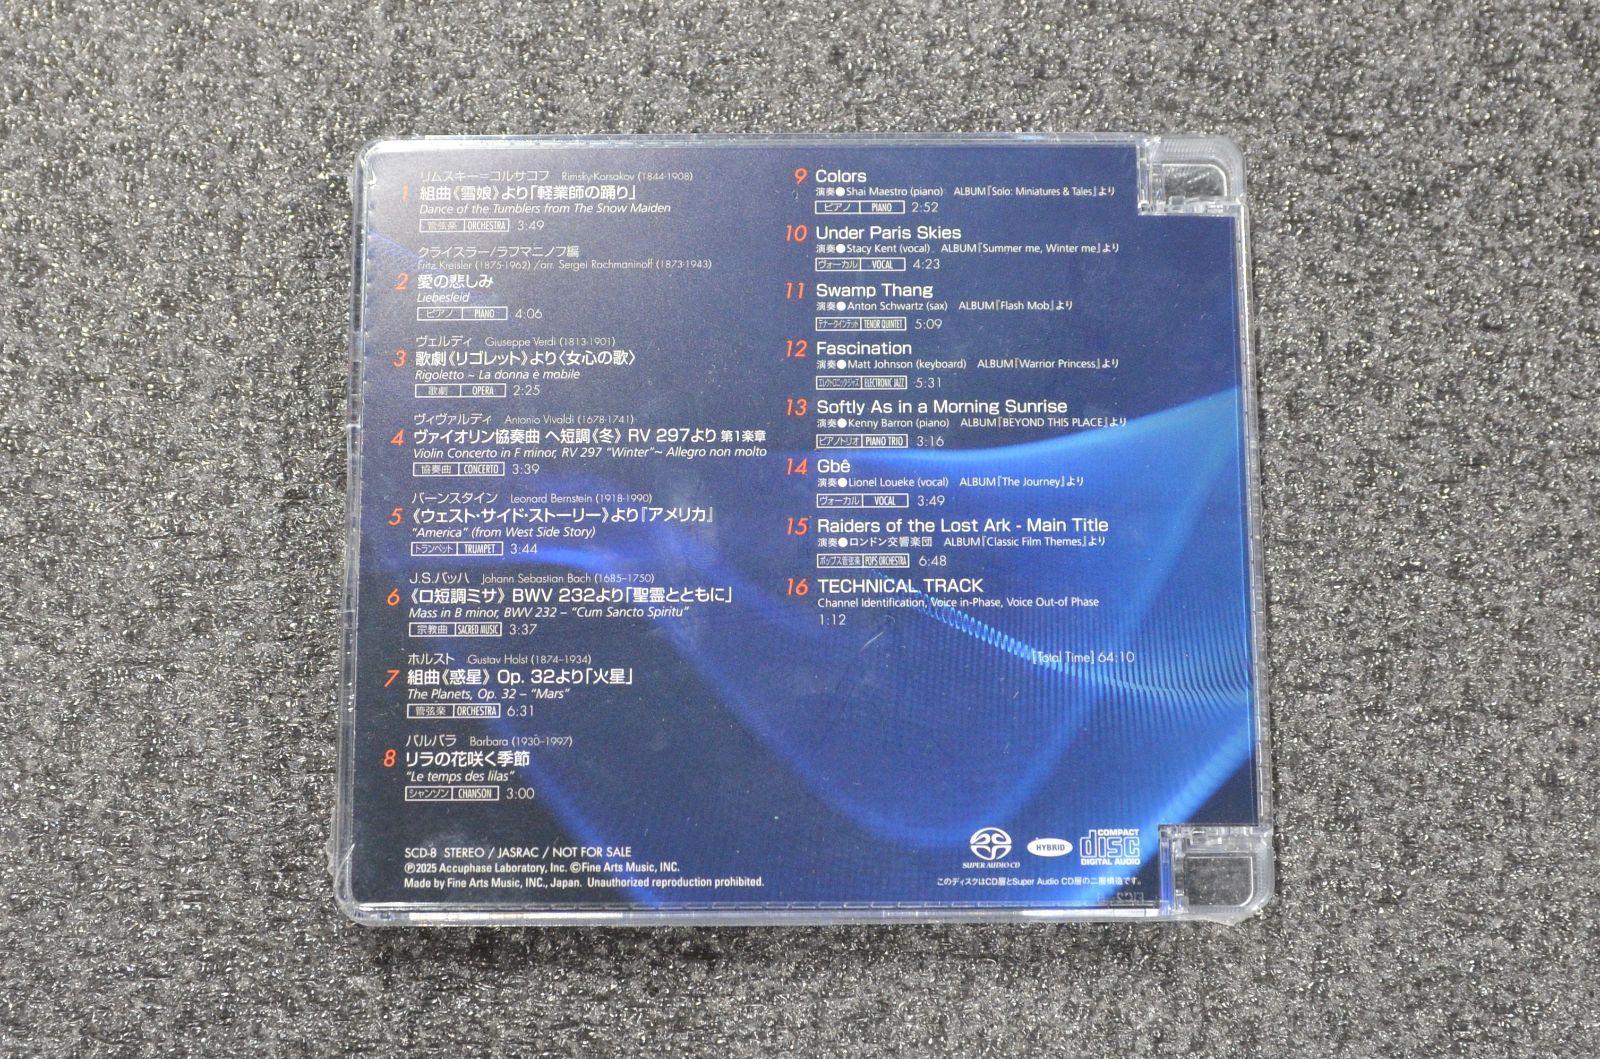 リムスキー=コルサコフ Rimsky-Korsakov (1844-1908)
1 組曲《雪娘》より「軽業師の踊り」
Dance of the Tumblers from The Snow Maiden
管弦楽 ORCHESTRA 3:49
クライスラー/ラフマニノフ編
Fritz Kreisler (1875-1962) /arr. Sergei Rachmaninoff (1873-1943)
2 愛の悲しみ
Liebesleid
ピアノ PIANO 4:06
ヴェルディ Giuseppe Verdi (1813-1901)
3 歌劇《リゴレット》より〈女心の歌〉
Rigoletto ~ La donna è mobile
歌劇 OPERA 2:25
ヴィヴァルディ Antonio Vivaldi (1678-1741)
4 ヴァイオリン協奏曲 ヘ短調《冬》 RV 297より 第1楽章
Violin Concerto in F minor, RV 297 "Winter"~ Allegro non molto
協奏曲 CONCERTO 3:39
バーンスタイン Leonard Bernstein (1918-1990)
5 《ウェスト・サイド・ストーリー》より『アメリカ』
"America" (from West Side Story)
トランペット TRUMPET 3:44
J.S.バッハ Johann Sebastian Bach (1685–1750)
6 《ロ短調ミサ》 BWV 232より「聖霊とともに」
Mass in B minor, BWV 232 – "Cum Sancto Spiritu"
宗教曲 SACRED MUSIC 3:37
ホルスト Gustav Holst (1874–1934)
7 組曲《惑星》 Op. 32より「火星」
The Planets, Op. 32 – "Mars"
管弦楽 ORCHESTRA 6:31
バルバラ Barbara (1930–1997)
8 リラの花咲く季節
"Le temps des lilas"
シャンソン CHANSON 3:00
9 Colors
演奏●Shai Maestro (piano) ALBUM『Solo: Miniatures & Tales』より
ピアノ PIANO 2:52
10 Under Paris Skies
演奏●Stacy Kent (vocal) ALBUM『Summer me, Winter me』より
ヴォーカル VOCAL 4:23
11 Swamp Thang
演奏●Anton Schwartz (sax) ALBUM『Flash Mob』より
テナークインテット TENOR QUINTET 5:09
12 Fascination
演奏●Matt Johnson (keyboard) ALBUM『Warrior Princess』より
エレクトロニックジャズ ELECTRONIC JAZZ 5:31
13 Softly As in a Morning Sunrise
演奏●Kenny Barron (piano) ALBUM『BEYOND THIS PLACE』より
ピアノトリオ PIANO TRIO 3:16
14 Gbê
演奏●Lionel Loueke (vocal) ALBUM『The Journey』より
ヴォーカル VOCAL 3:49
15 Raiders of the Lost Ark - Main Title
演奏●ロンドン交響楽団 ALBUM『Classic Film Themes』より
ポップス管弦楽 POPS ORCHESTRA 6:48
16 TECHNICAL TRACK
Channel Identification, Voice in-Phase, Voice Out-of Phase
1:12
[Total Time] 64:10
SCD-8 STEREO / JASRAC / NOT FOR SALE
℗2025 Accuphase Laboratory, Inc. ©Fine Arts Music, INC.
Made by Fine Arts Music, INC., Japan. Unauthorized reproduction prohibited.
SUPER AUDIO CD
HYBRID
COMPACT
disc
DIGITAL AUDIO
このディスクはCD層とSuper Audio CD層の二層構造です。